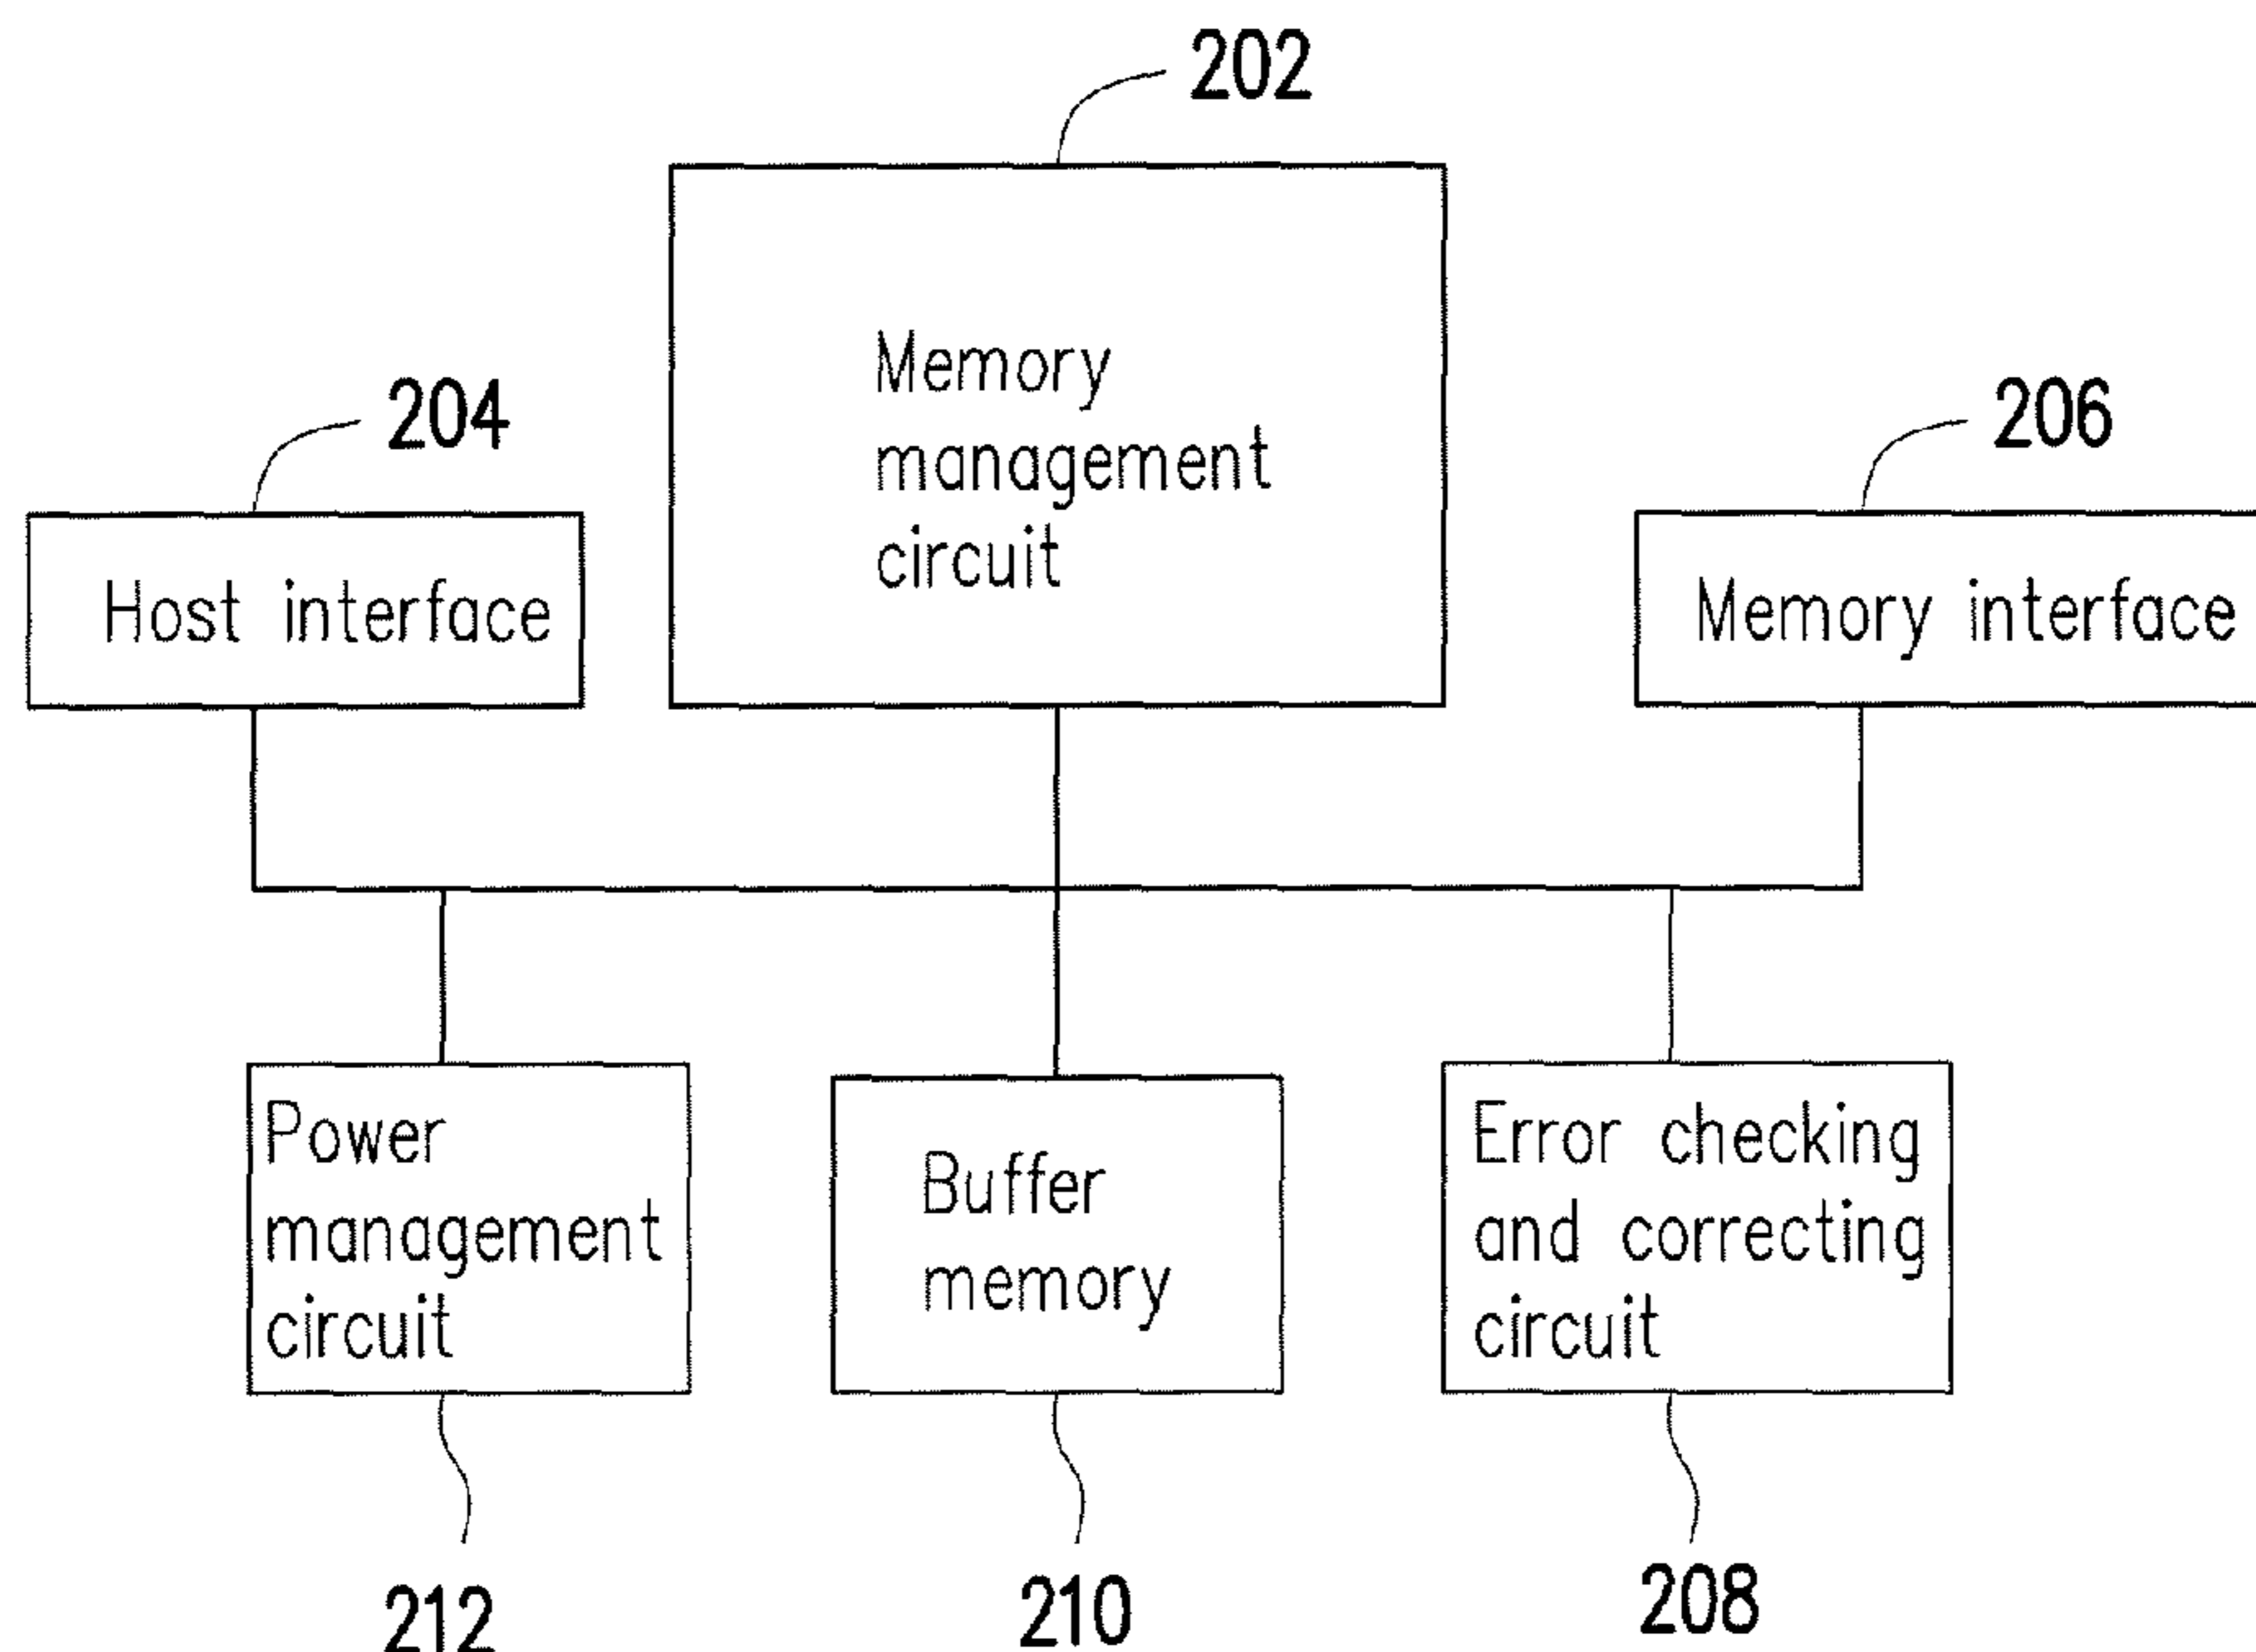 202
Memory
management
circuit
204
Host interface
206
Memory interface
Power
management
circuit
Buffer
memory
Error checking
and correcting
circuit
212
210
208